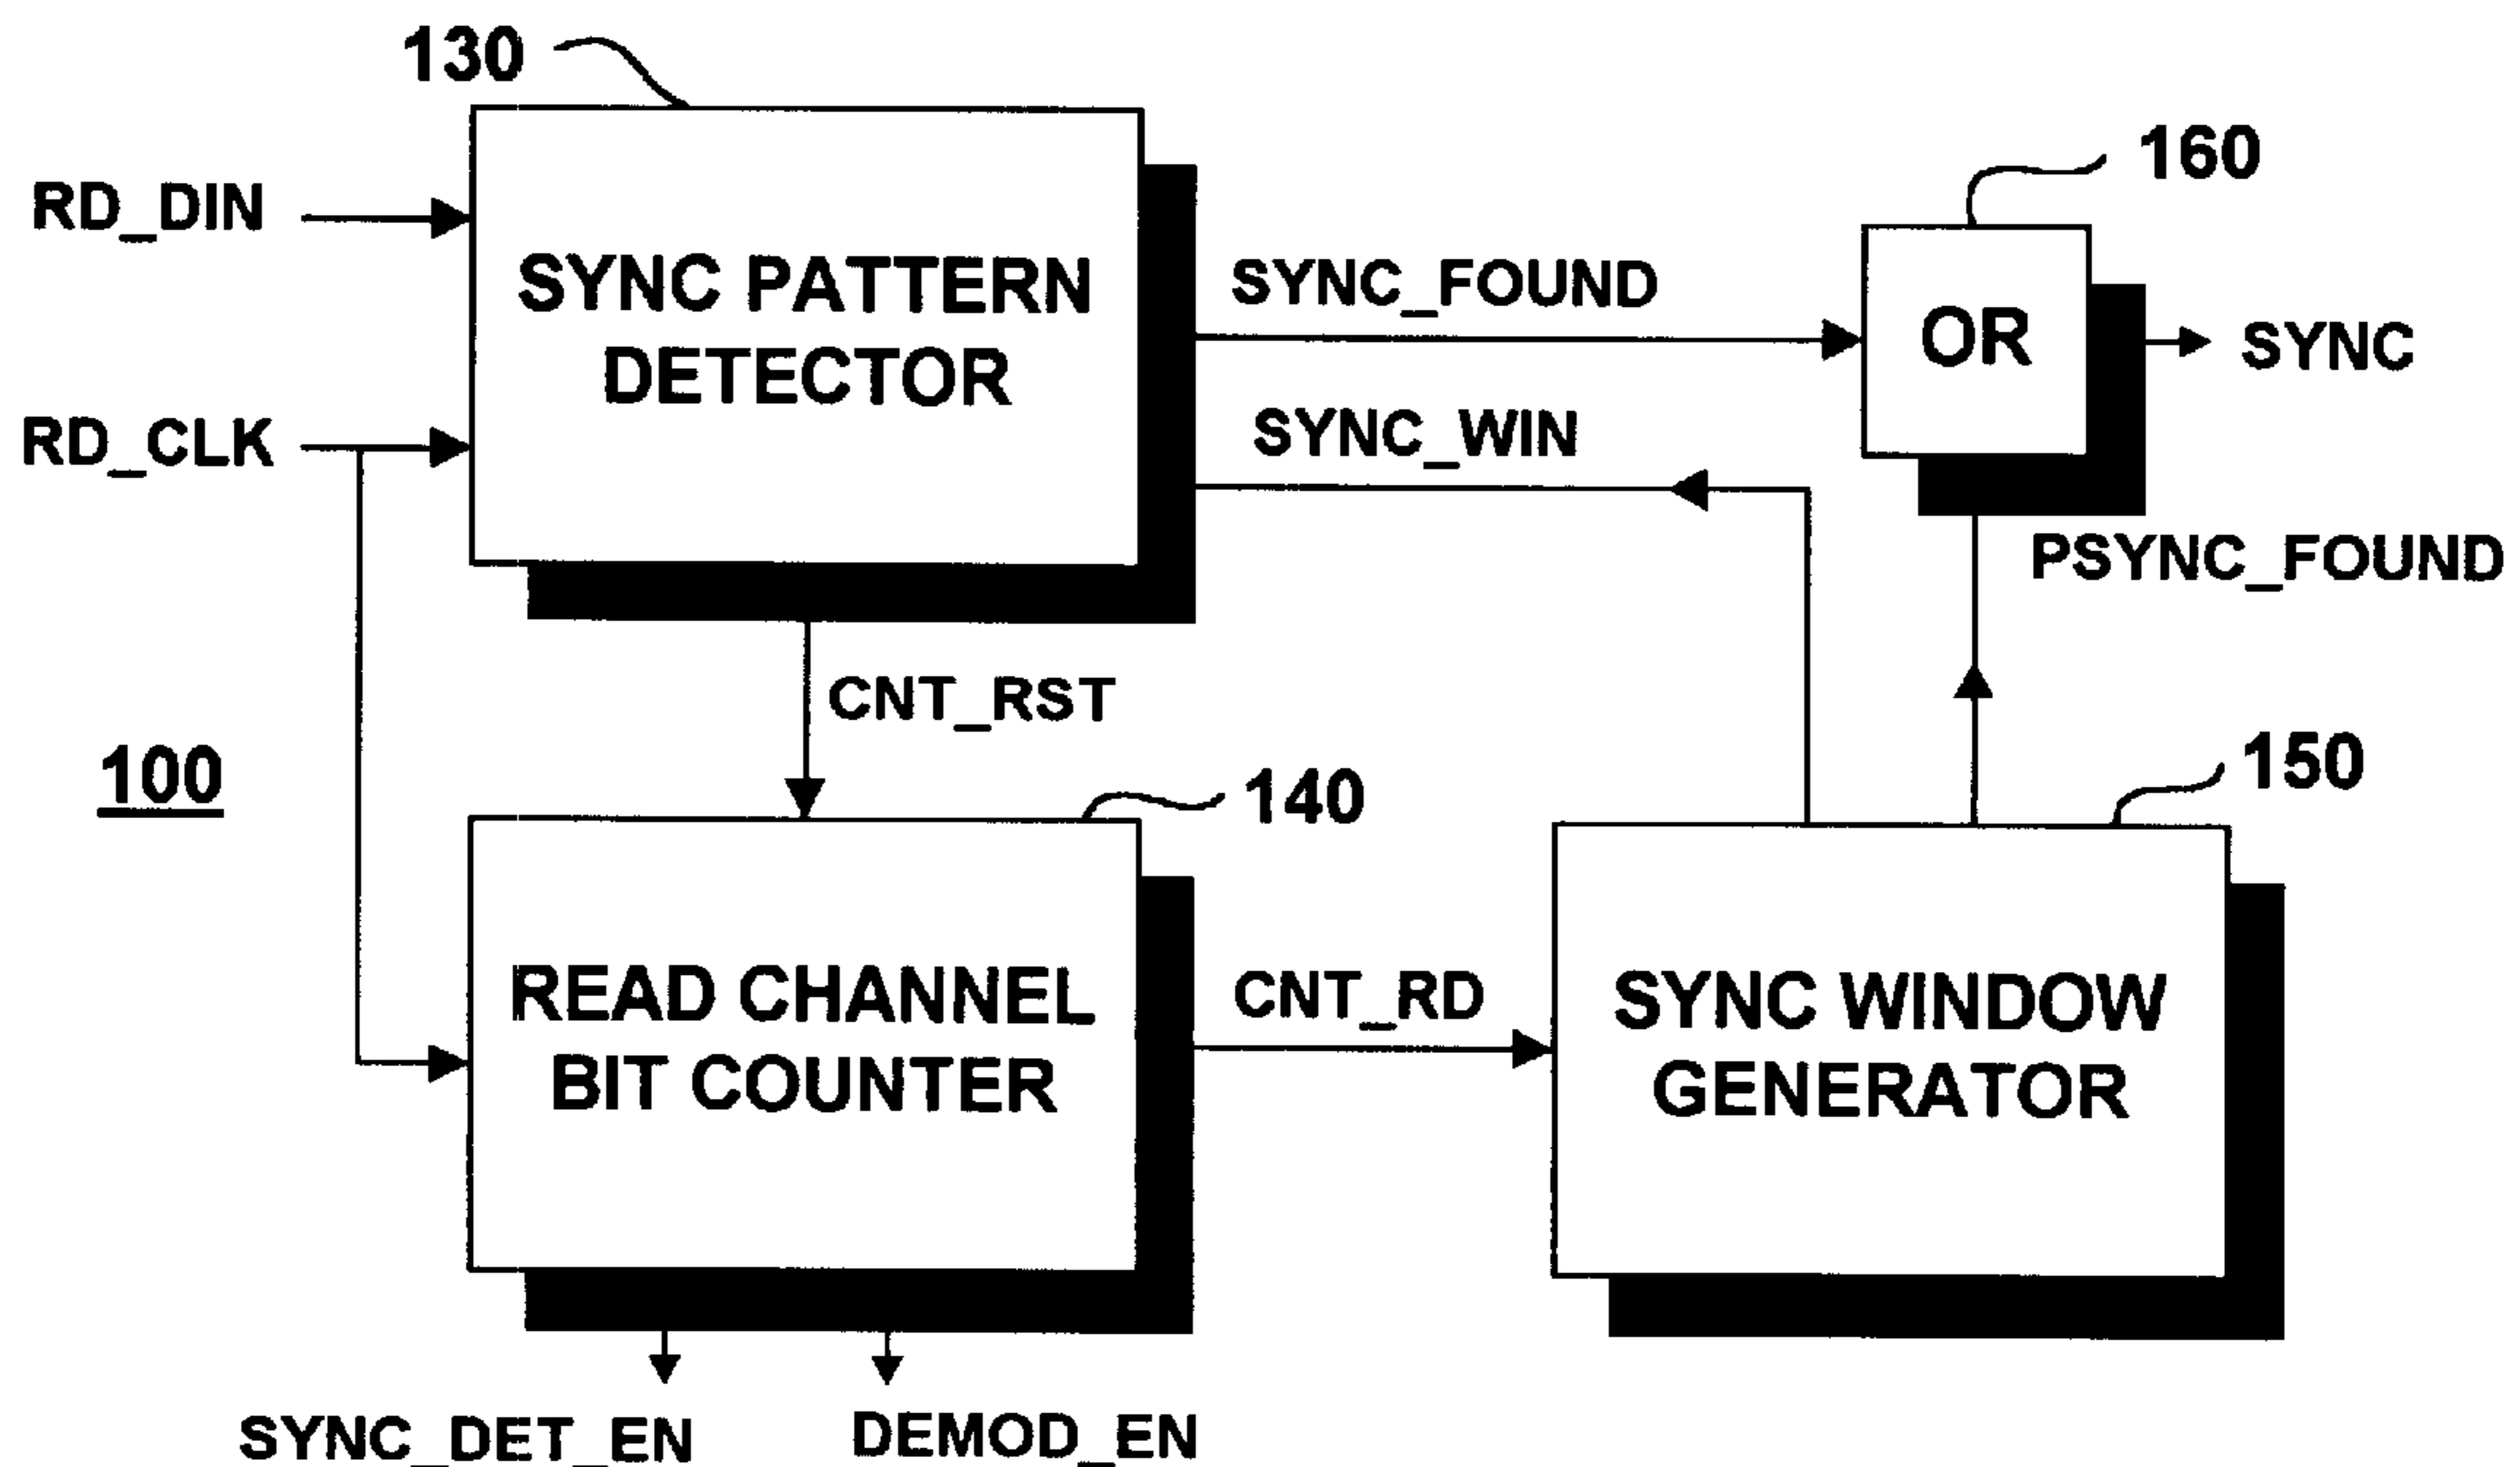 130
160
RD_DIN
SYNC PATTERN
DETECTOR
SYNC_FOUND
OR
SYNC
RD_CLK
SYNC_WIN
PSYNC_FOUND
CNT_RST
100
140
150
READ CHANNEL
BIT COUNTER
CNT_RD
SYNC WINDOW
GENERATOR
SYNC_DET_EN
DEMOD_EN